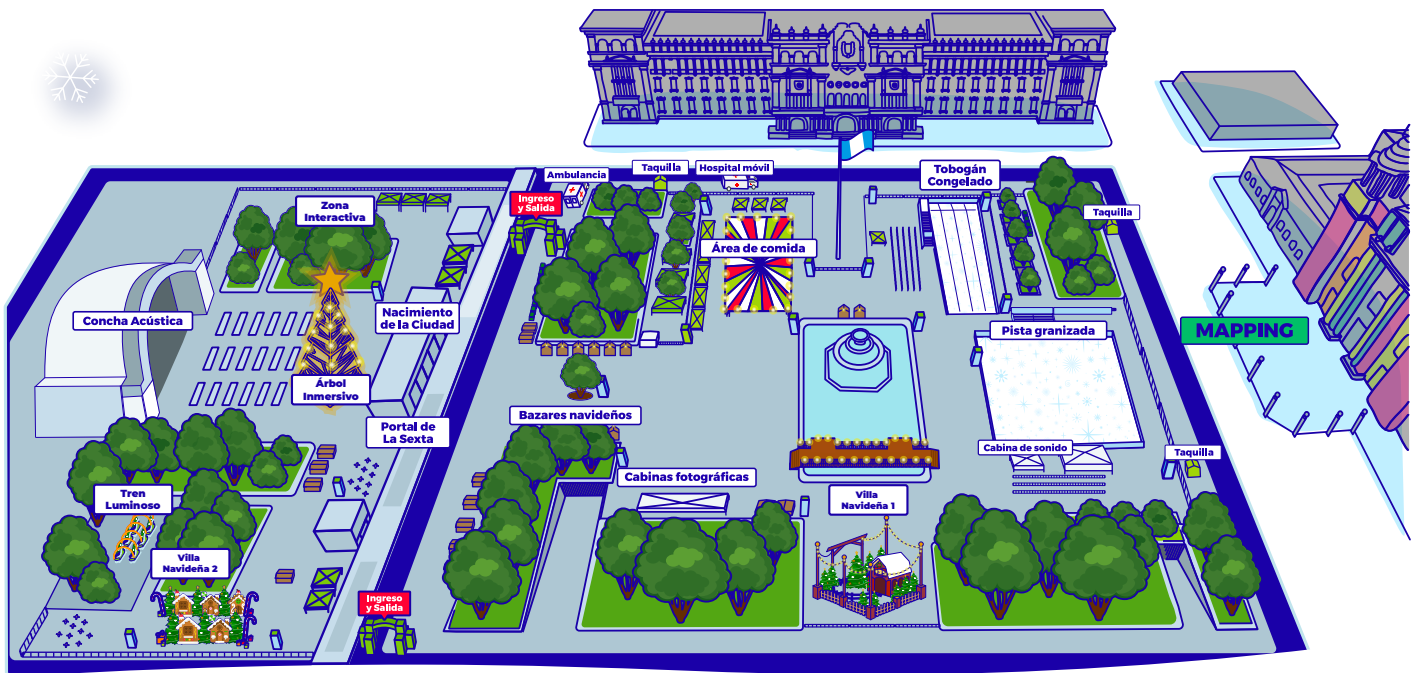 Ambulancia
Taquilla
Hospital móvil
Tobogán
Congelado
Ingreso
y Salida
Zona
Interactiva
Taquilla
Área de comida
Concha Acústica
Nacimiento
de la Ciudad
Pista granizada
MAPPING
Árbol
Inmersivo
Bazares navideños
Portal de
La Sexta
Cabina de sonido
Taquilla
Cabinas fotográficas
Tren
Luminoso
Villa
Navideña 1
Villa
Navideña 2
Ingreso
y Salida